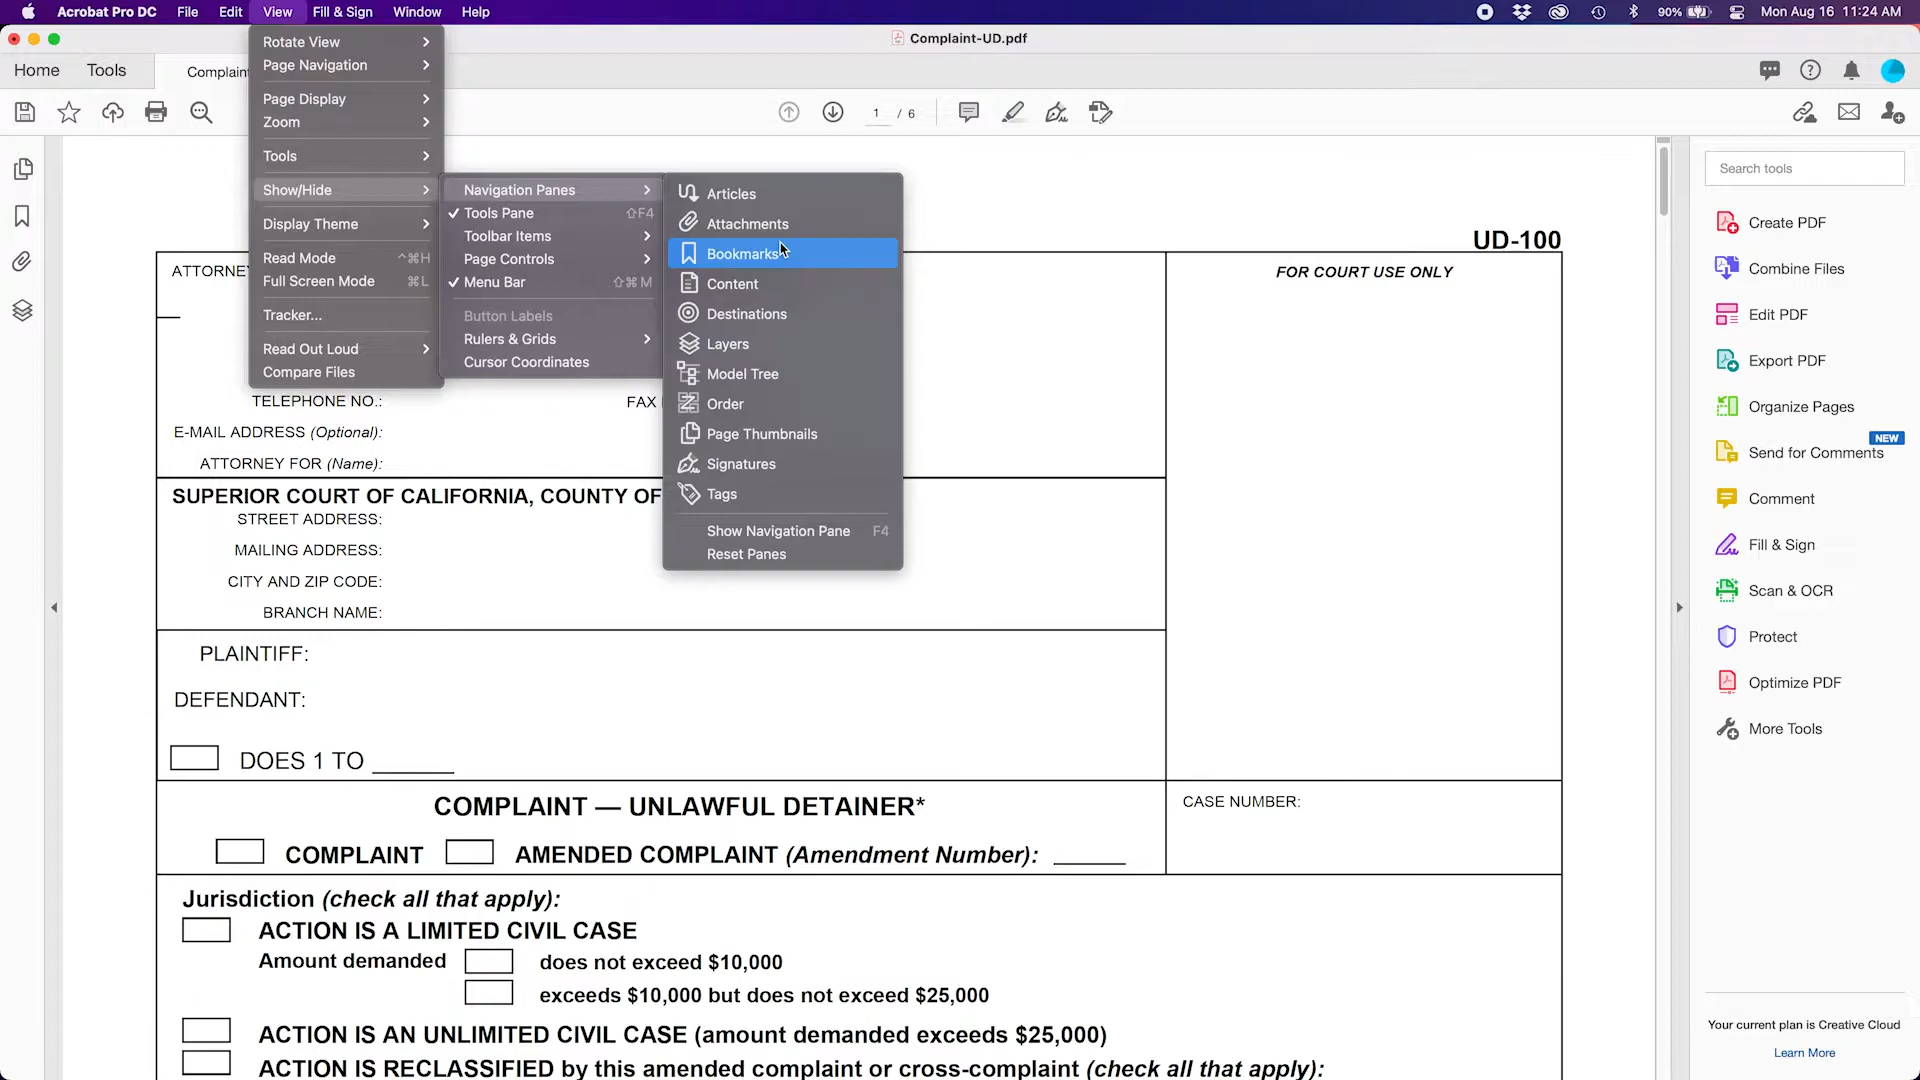 Acrobat Pro DC File Edit View Fill & Sign Window Help 90% Mon Aug 16 11:24 AM
Complaint-UD.pdf
Home Tools Complaint
1 / 6
Rotate View
Page Navigation
Page Display
Zoom
Tools
Show/Hide
Display Theme
Read Mode ^⌘H
Full Screen Mode ⌘L
Tracker...
Read Out Loud
Compare Files
Navigation Panes
✓ Tools Pane ⇧F4
Toolbar Items
Page Controls
✓ Menu Bar ⇧⌘M
Button Labels
Rulers & Grids
Cursor Coordinates
Articles
Attachments
Bookmarks
Content
Destinations
Layers
Model Tree
Order
Page Thumbnails
Signatures
Tags
Show Navigation Pane F4
Reset Panes
UD-100
ATTORNEY
FOR COURT USE ONLY
TELEPHONE NO.: FAX
E-MAIL ADDRESS (Optional):
ATTORNEY FOR (Name):
SUPERIOR COURT OF CALIFORNIA, COUNTY OF
STREET ADDRESS:
MAILING ADDRESS:
CITY AND ZIP CODE:
BRANCH NAME:
PLAINTIFF:
DEFENDANT:
DOES 1 TO
COMPLAINT — UNLAWFUL DETAINER*
CASE NUMBER:
COMPLAINT AMENDED COMPLAINT (Amendment Number):
Jurisdiction (check all that apply):
ACTION IS A LIMITED CIVIL CASE
Amount demanded does not exceed $10,000
exceeds $10,000 but does not exceed $25,000
ACTION IS AN UNLIMITED CIVIL CASE (amount demanded exceeds $25,000)
ACTION IS RECLASSIFIED by this amended complaint or cross-complaint (check all that apply):
Search tools
Create PDF
Combine Files
Edit PDF
Export PDF
Organize Pages
NEW
Send for Comments
Comment
Fill & Sign
Scan & OCR
Protect
Optimize PDF
More Tools
Your current plan is Creative Cloud
Learn More